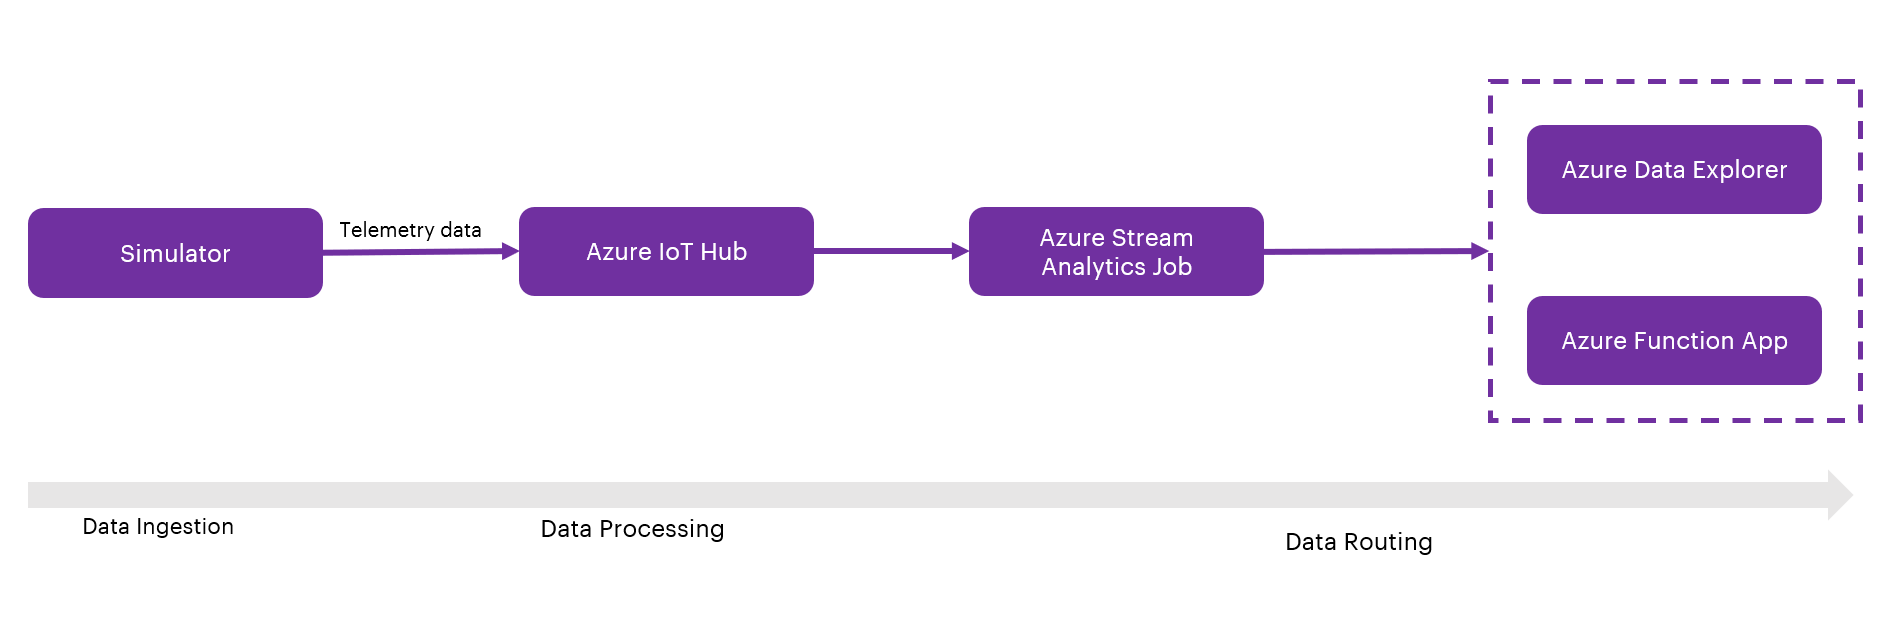 Simulator
Telemetry data
Azure IoT Hub
Azure Stream
Analytics Job
Azure Data Explorer
Azure Function App
Data Ingestion
Data Processing
Data Routing